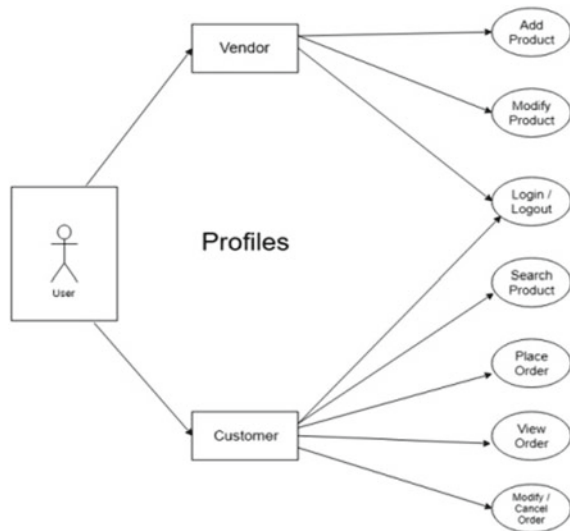 Vendor
Add
Product
Modify
Product
Login /
Logout
Profiles
User
Search
Product
Place
Order
Customer
View
Order
Modify /
Cancel
Order